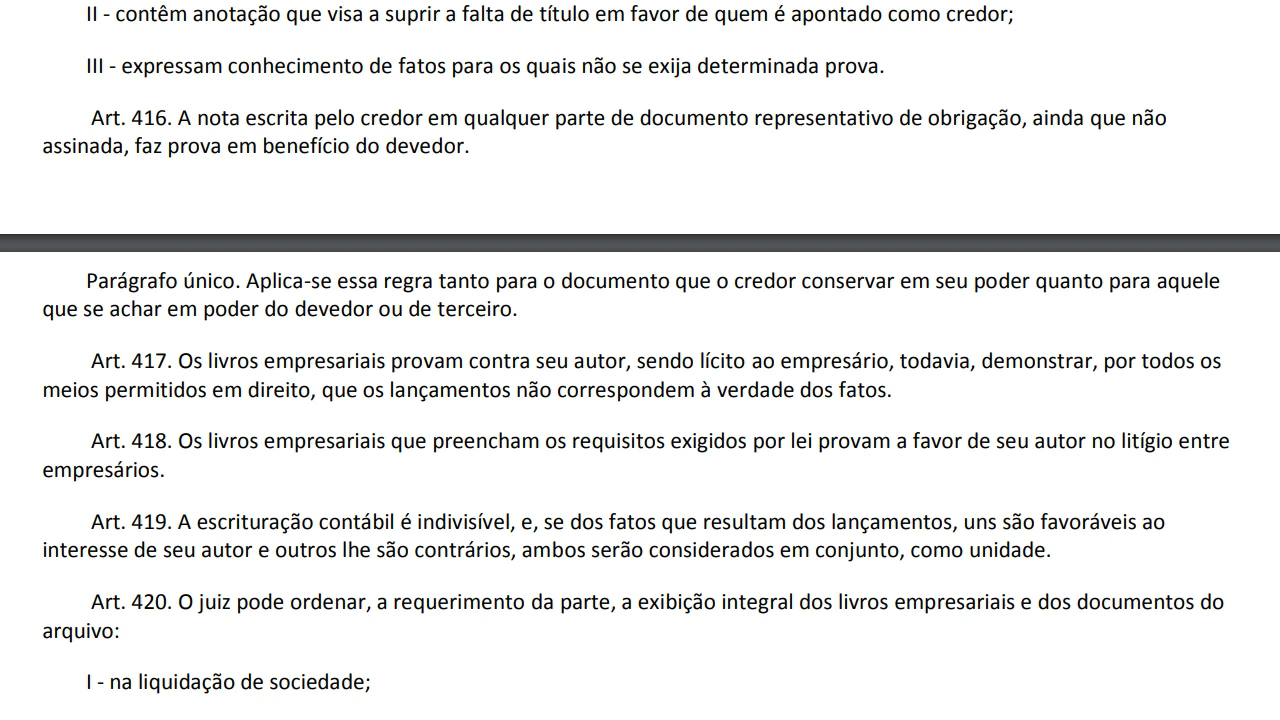 II - contêm anotação que visa a suprir a falta de título em favor de quem é apontado como credor;
III - expressam conhecimento de fatos para os quais não se exija determinada prova.
Art. 416. A nota escrita pelo credor em qualquer parte de documento representativo de obrigação, ainda que não
assinada, faz prova em benefício do devedor.
Parágrafo único. Aplica-se essa regra tanto para o documento que o credor conservar em seu poder quanto para aquele
que se achar em poder do devedor ou de terceiro.
Art. 417. Os livros empresariais provam contra seu autor, sendo lícito ao empresário, todavia, demonstrar, por todos os
meios permitidos em direito, que os lançamentos não correspondem à verdade dos fatos.
Art. 418. Os livros empresariais que preencham os requisitos exigidos por lei provam a favor de seu autor no litígio entre
empresários.
Art. 419. A escrituração contábil é indivisível, e, se dos fatos que resultam dos lançamentos, uns são favoráveis ao
interesse de seu autor e outros lhe são contrários, ambos serão considerados em conjunto, como unidade.
Art. 420. O juiz pode ordenar, a requerimento da parte, a exibição integral dos livros empresariais e dos documentos do
arquivo:
I - na liquidação de sociedade;